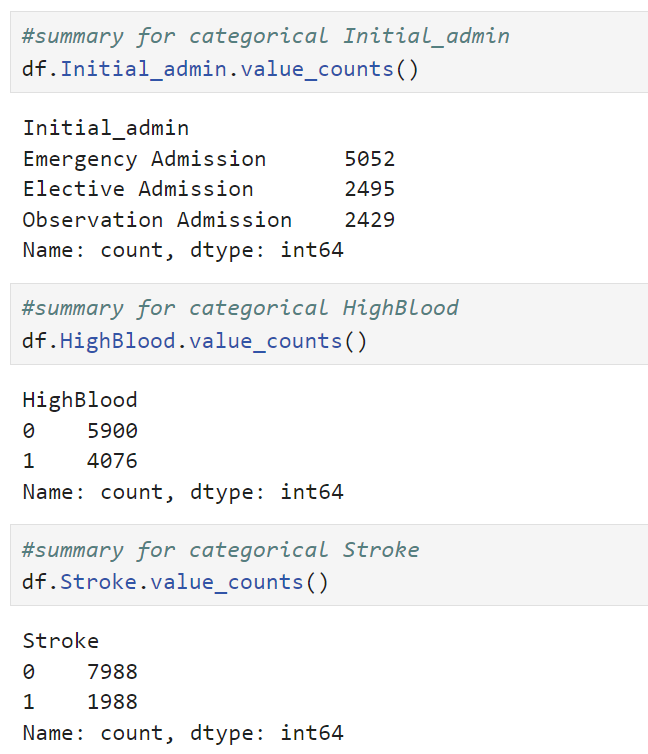 #summary for categorical Initial_admin
df.Initial_admin.value_counts()
Initial_admin
Emergency Admission      5052
Elective Admission       2495
Observation Admission    2429
Name: count, dtype: int64
#summary for categorical HighBlood
df.HighBlood.value_counts()
HighBlood
0    5900
1    4076
Name: count, dtype: int64
#summary for categorical Stroke
df.Stroke.value_counts()
Stroke
0    7988
1    1988
Name: count, dtype: int64